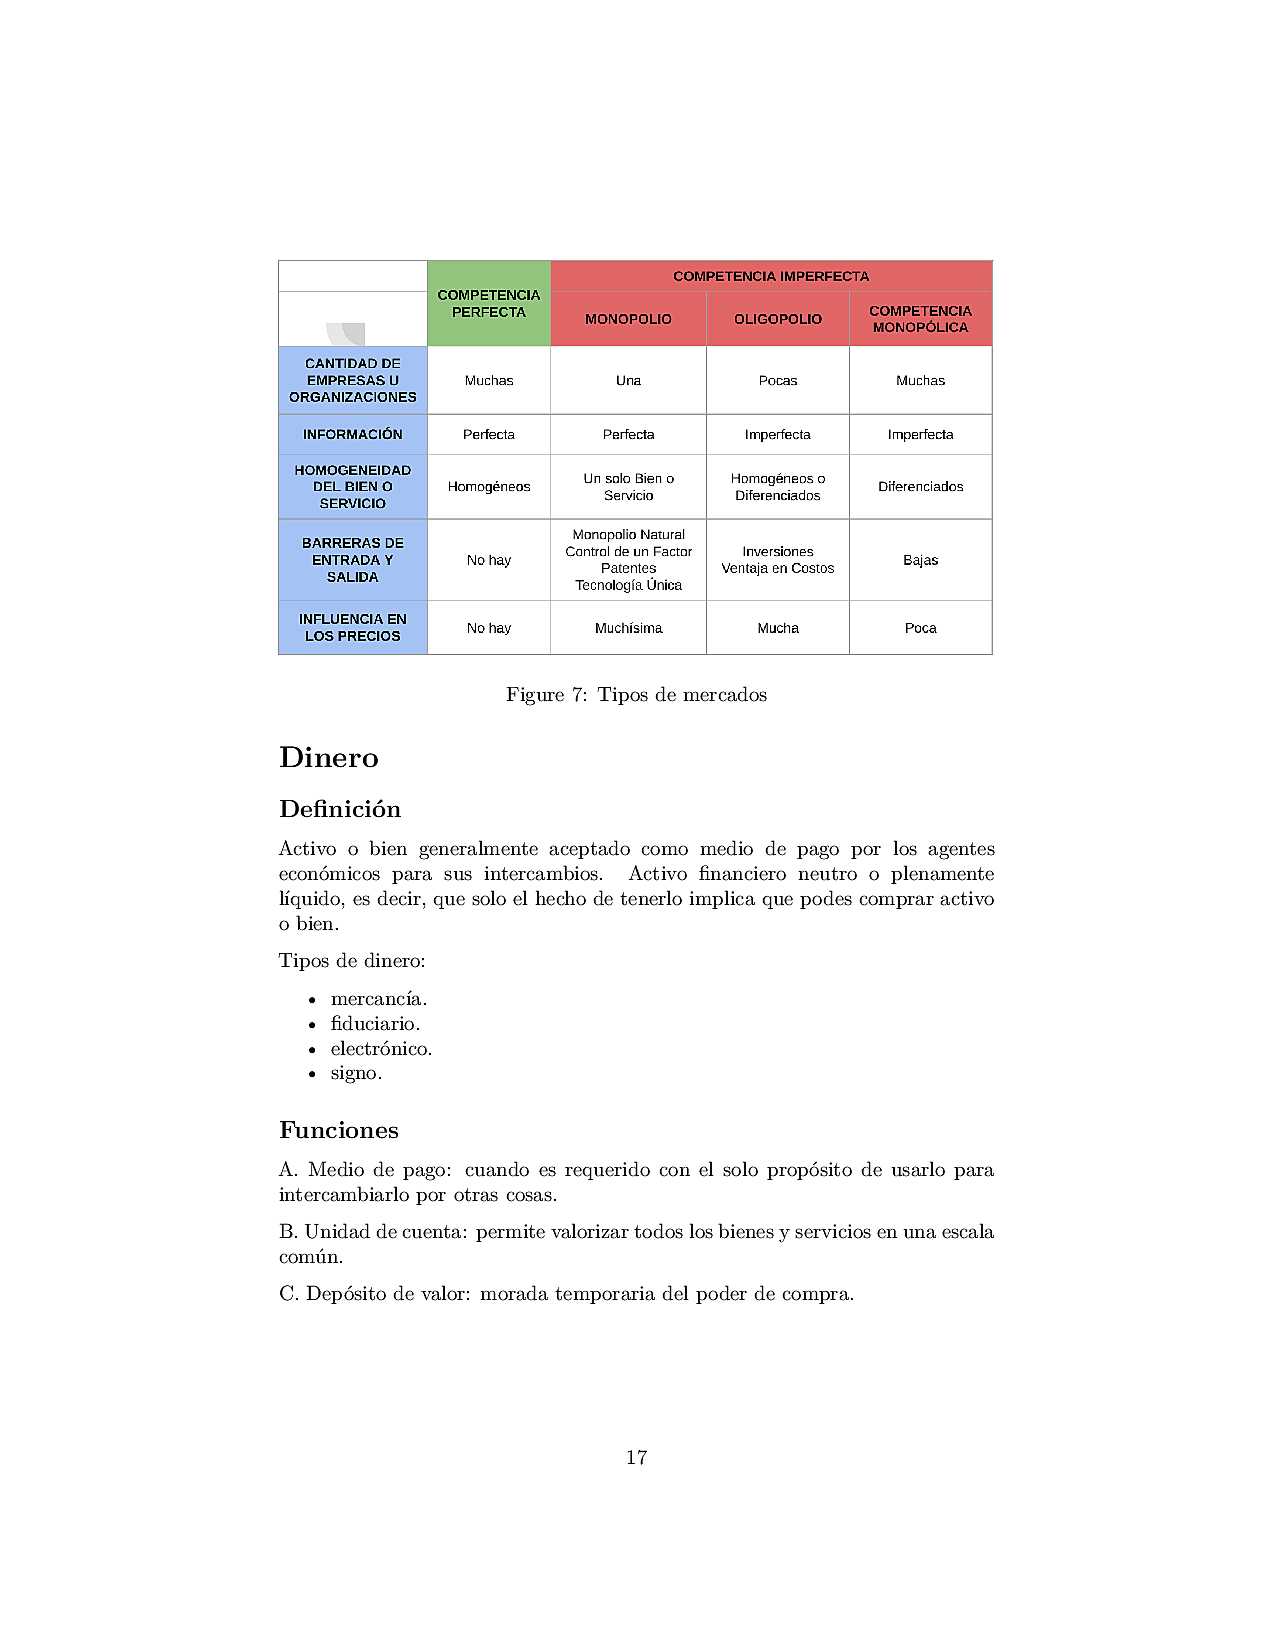 COMPETENCIA IMPERFECTA
COMPETENCIA
PERFECTA
MONOPOLIO
OLIGOPOLIO
COMPETENCIA
MONOPÓLICA
CANTIDAD DE
EMPRESAS U
ORGANIZACIONES
Muchas
Una
Pocas
Muchas
INFORMACIÓN
Perfecta
Perfecta
Imperfecta
Imperfecta
HOMOGENEIDAD
DEL BIEN O
SERVICIO
Homogéneos
Un solo Bien o
Servicio
Homogéneos o
Diferenciados
Diferenciados
BARRERAS DE
ENTRADA Y
SALIDA
No hay
Monopolio Natural
Control de un Factor
Patentes
Tecnología Única
Inversiones
Ventaja en Costos
Bajas
INFLUENCIA EN
LOS PRECIOS
No hay
Muchísima
Mucha
Poca
Figure 7: Tipos de mercados
Dinero
Definición
Activo o bien generalmente aceptado como medio de pago por los agentes
económicos para sus intercambios. Activo financiero neutro o plenamente
líquido, es decir, que solo el hecho de tenerlo implica que podes comprar activo
o bien.
Tipos de dinero:
• mercancía.
• fiduciario.
• electrónico.
• signo.
Funciones
A. Medio de pago: cuando es requerido con el solo propósito de usarlo para
intercambiarlo por otras cosas.
B. Unidad de cuenta: permite valorizar todos los bienes y servicios en una escala
común.
C. Depósito de valor: morada temporaria del poder de compra.
17